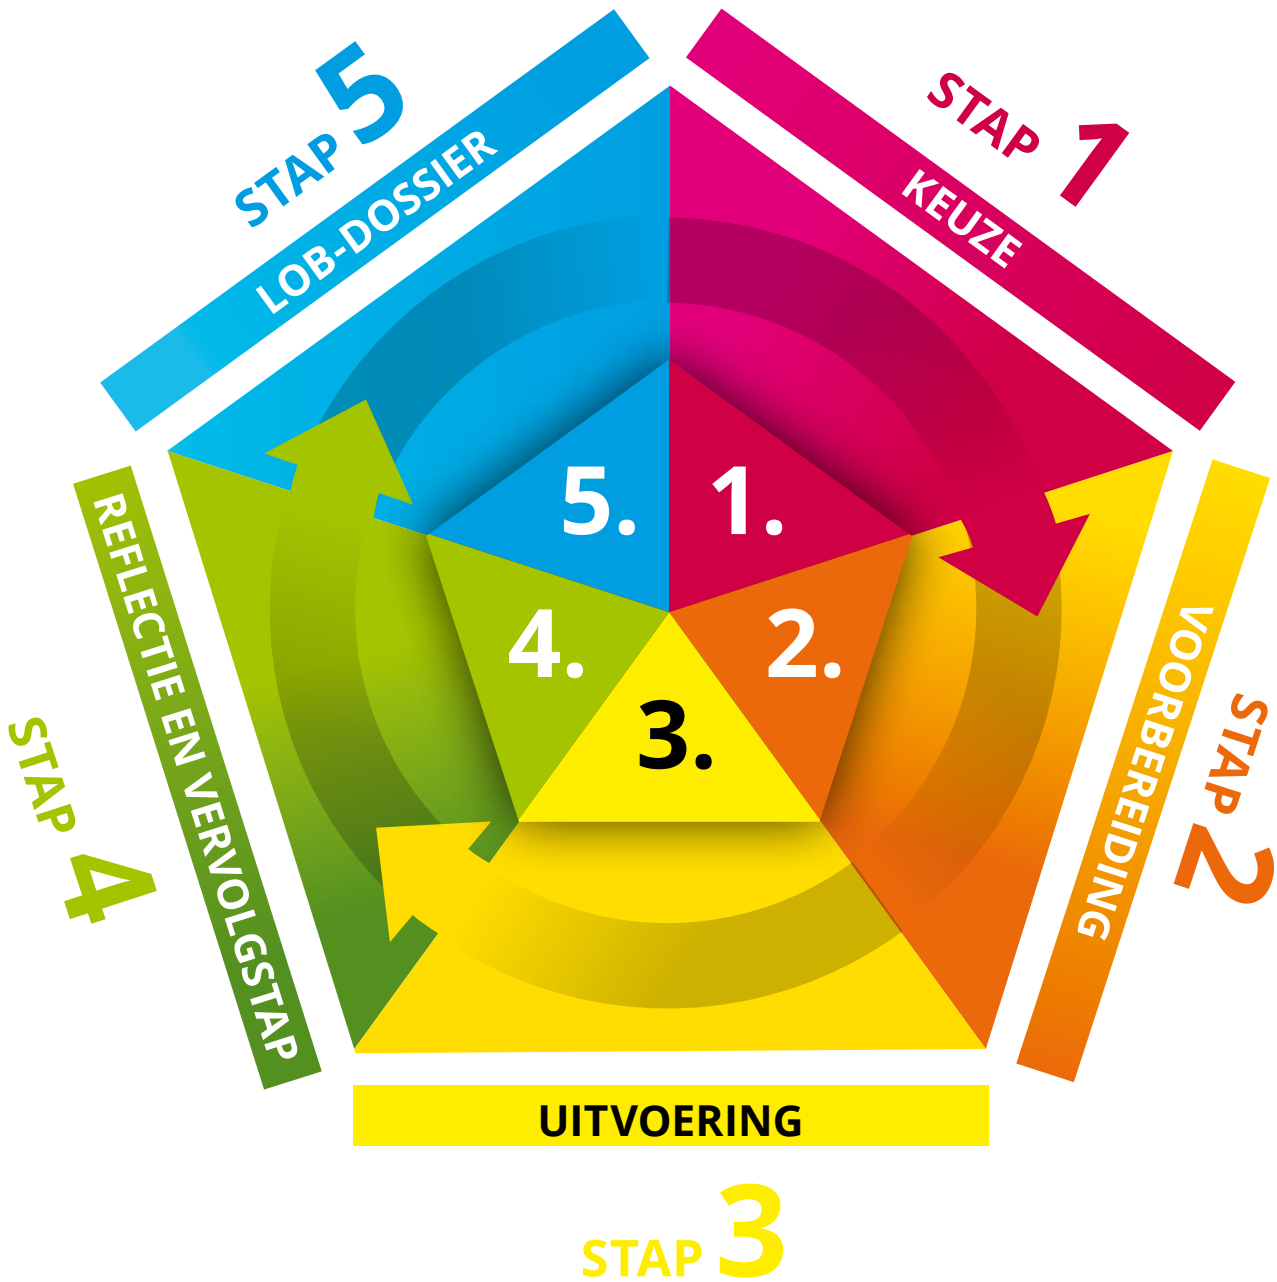 STAP 1
KEUZE
STAP 2
VOORBEREIDING
UITVOERING
STAP 3
STAP 4
REFLECTIE EN VERVOLGSTAP
STAP 5
LOB-DOSSIER
1.
2.
3.
4.
5.